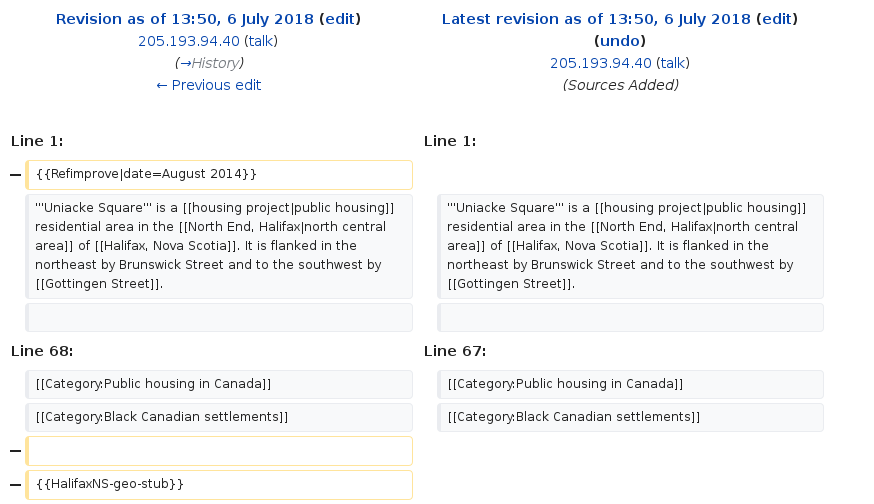 Revision as of 13:50, 6 July 2018 (edit)
205.193.94.40 (talk)
(→History)
← Previous edit
Latest revision as of 13:50, 6 July 2018 (edit)
(undo)
205.193.94.40 (talk)
(Sources Added)
Line 1:
Line 1:
− {{Refimprove|date=August 2014}}
'''Uniacke Square''' is a [[housing project|public housing]]
residential area in the [[North End, Halifax|north central
area]] of [[Halifax, Nova Scotia]]. It is flanked in the
northeast by Brunswick Street and to the southwest by
[[Gottingen Street]].
'''Uniacke Square''' is a [[housing project|public housing]]
residential area in the [[North End, Halifax|north central
area]] of [[Halifax, Nova Scotia]]. It is flanked in the
northeast by Brunswick Street and to the southwest by
[[Gottingen Street]].
Line 68:
Line 67:
[[Category:Public housing in Canada]]
[[Category:Public housing in Canada]]
[[Category:Black Canadian settlements]]
[[Category:Black Canadian settlements]]
−
− {{HalifaxNS-geo-stub}}